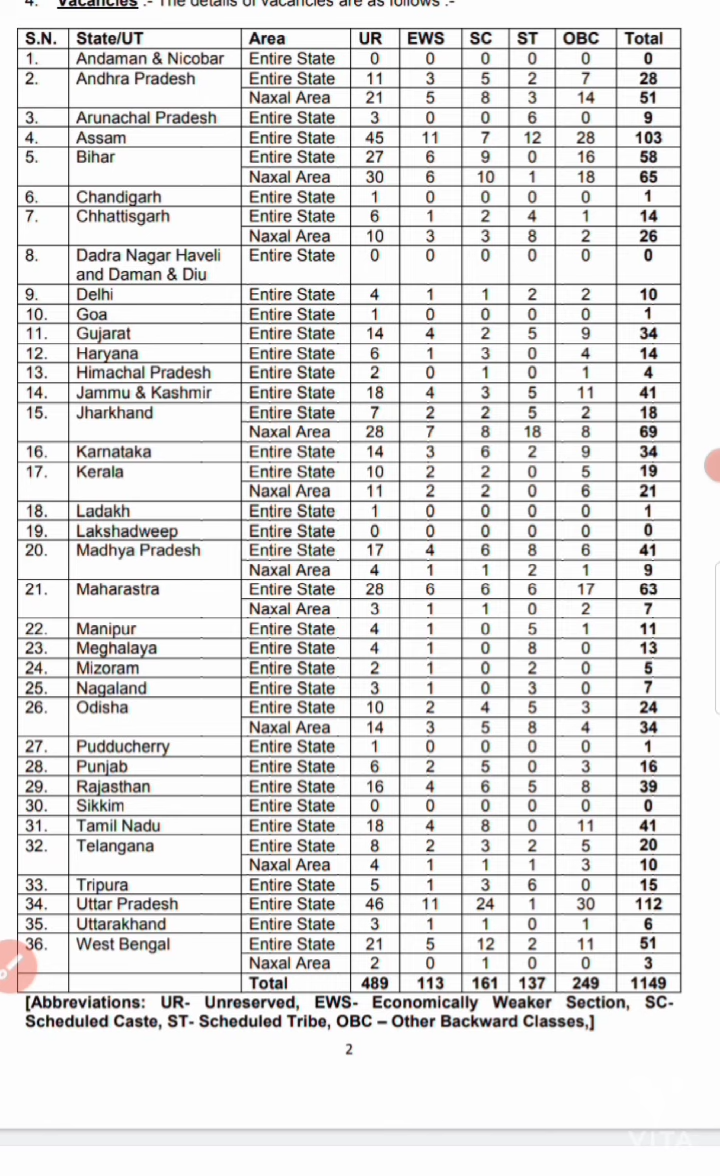 4. Vacancies :- The details of vacancies are as follows :-
S.N. State/UT Area UR EWS SC ST OBC Total
1. Andaman & Nicobar Entire State 0 0 0 0 0 0
2. Andhra Pradesh Entire State 11 3 5 2 7 28
Naxal Area 21 5 8 3 14 51
3. Arunachal Pradesh Entire State 3 0 0 6 0 9
4. Assam Entire State 45 11 7 12 28 103
5. Bihar Entire State 27 6 9 0 16 58
Naxal Area 30 6 10 1 18 65
6. Chandigarh Entire State 1 0 0 0 0 1
7. Chhattisgarh Entire State 6 1 2 4 1 14
Naxal Area 10 3 3 8 2 26
8. Dadra Nagar Haveli Entire State 0 0 0 0 0 0
and Daman & Diu
9. Delhi Entire State 4 1 1 2 2 10
10. Goa Entire State 1 0 0 0 0 1
11. Gujarat Entire State 14 4 2 5 9 34
12. Haryana Entire State 6 1 3 0 4 14
13. Himachal Pradesh Entire State 2 0 1 0 1 4
14. Jammu & Kashmir Entire State 18 4 3 5 11 41
15. Jharkhand Entire State 7 2 2 5 2 18
Naxal Area 28 7 8 18 8 69
16. Karnataka Entire State 14 3 6 2 9 34
17. Kerala Entire State 10 2 2 0 5 19
Naxal Area 11 2 2 0 6 21
18. Ladakh Entire State 1 0 0 0 0 1
19. Lakshadweep Entire State 0 0 0 0 0 0
20. Madhya Pradesh Entire State 17 4 6 8 6 41
Naxal Area 4 1 1 2 1 9
21. Maharastra Entire State 28 6 6 6 17 63
Naxal Area 3 1 1 0 2 7
22. Manipur Entire State 4 1 0 5 1 11
23. Meghalaya Entire State 4 1 0 8 0 13
24. Mizoram Entire State 2 1 0 2 0 5
25. Nagaland Entire State 3 1 0 3 0 7
26. Odisha Entire State 10 2 4 5 3 24
Naxal Area 14 3 5 8 4 34
27. Pudducherry Entire State 1 0 0 0 0 1
28. Punjab Entire State 6 2 5 0 3 16
29. Rajasthan Entire State 16 4 6 5 8 39
30. Sikkim Entire State 0 0 0 0 0 0
31. Tamil Nadu Entire State 18 4 8 0 11 41
32. Telangana Entire State 8 2 3 2 5 20
Naxal Area 4 1 1 1 3 10
33. Tripura Entire State 5 1 3 6 0 15
34. Uttar Pradesh Entire State 46 11 24 1 30 112
35. Uttarakhand Entire State 3 1 1 0 1 6
36. West Bengal Entire State 21 5 12 2 11 51
Naxal Area 2 0 1 0 0 3
Total 489 113 161 137 249 1149
[Abbreviations: UR- Unreserved, EWS- Economically Weaker Section, SC-
Scheduled Caste, ST- Scheduled Tribe, OBC – Other Backward Classes,]
2
VITA